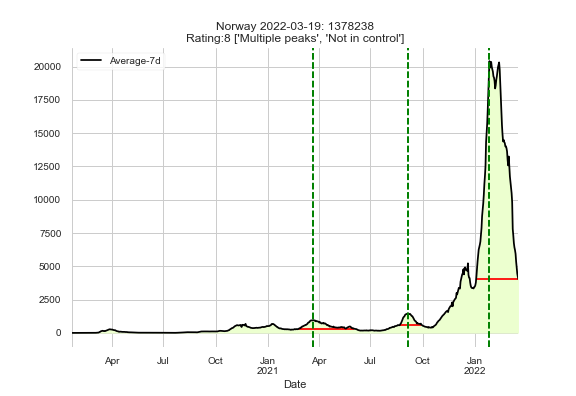 Norway 2022-03-19: 1378238
Rating:8 ['Multiple peaks', 'Not in control']
Average-7d
20000
17500
15000
12500
10000
7500
5000
2500
0
Apr Jul Oct Jan Apr Jul Oct Jan
2021 2022
Date